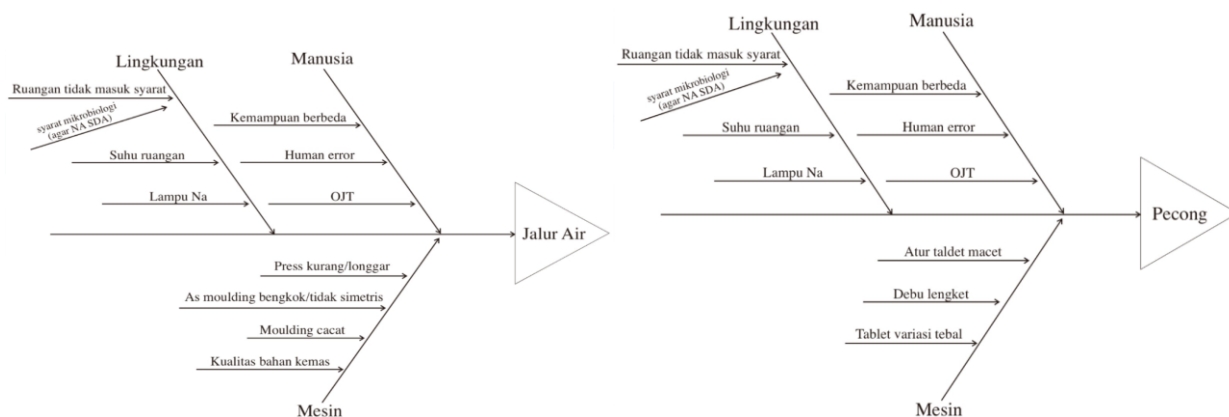 Lingkungan
Manusia
Ruangan tidak masuk syarat
syarat mikrobiologi
(agar NA SDA)
Kemampuan berbeda
Suhu ruangan
Human error
Lampu Na
OJT
Jalur Air
Press kurang/longgar
As moulding bengkok/tidak simetris
Moulding cacat
Kualitas bahan kemas
Mesin
Lingkungan
Manusia
Ruangan tidak masuk syarat
syarat mikrobiologi
(agar NA SDA)
Kemampuan berbeda
Suhu ruangan
Human error
Lampu Na
OJT
Pecong
Atur taldet macet
Debu lengket
Tablet variasi tebal
Mesin